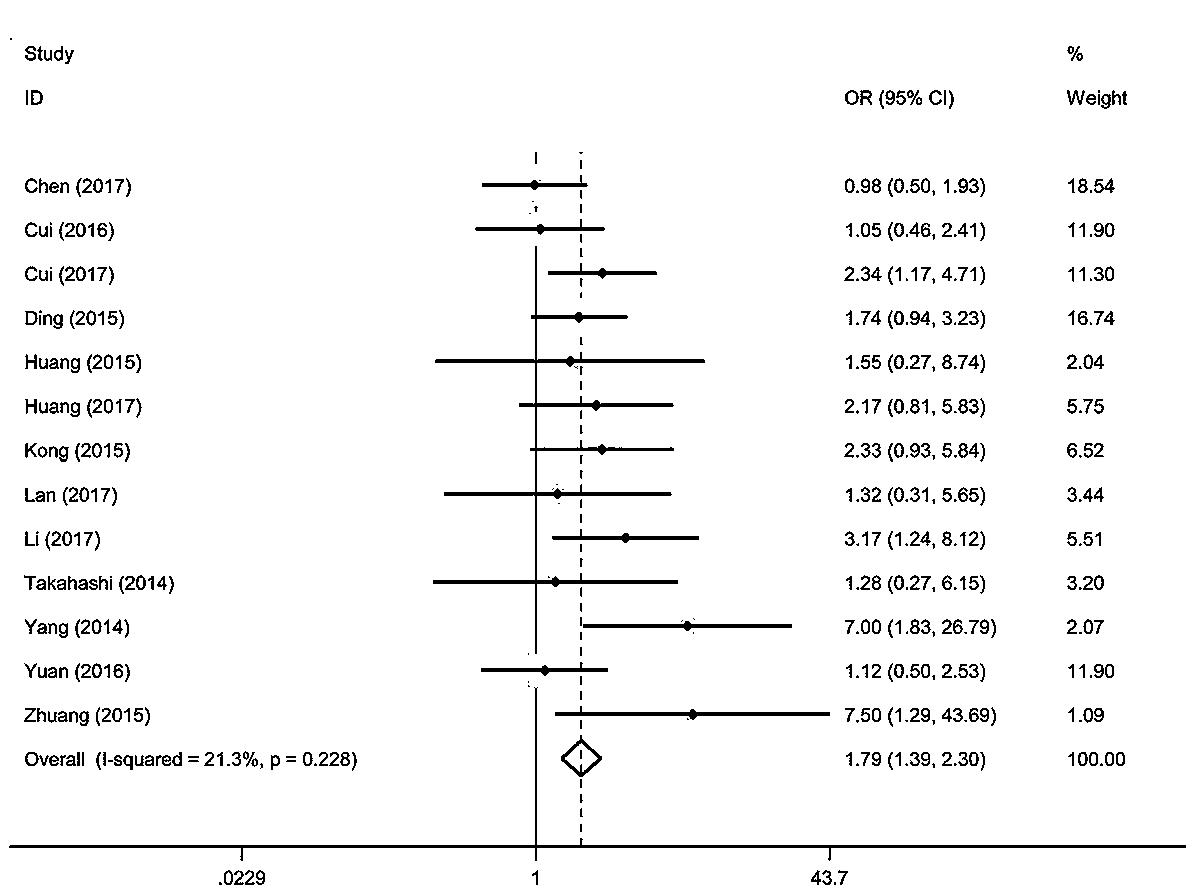 Study %
ID OR (95% CI) Weight
Chen (2017) 0.98 (0.50, 1.93) 18.54
Cui (2016) 1.05 (0.46, 2.41) 11.90
Cui (2017) 2.34 (1.17, 4.71) 11.30
Ding (2015) 1.74 (0.94, 3.23) 16.74
Huang (2015) 1.55 (0.27, 8.74) 2.04
Huang (2017) 2.17 (0.81, 5.83) 5.75
Kong (2015) 2.33 (0.93, 5.84) 6.52
Lan (2017) 1.32 (0.31, 5.65) 3.44
Li (2017) 3.17 (1.24, 8.12) 5.51
Takahashi (2014) 1.28 (0.27, 6.15) 3.20
Yang (2014) 7.00 (1.83, 26.79) 2.07
Yuan (2016) 1.12 (0.50, 2.53) 11.90
Zhuang (2015) 7.50 (1.29, 43.69) 1.09
Overall (I-squared = 21.3%, p = 0.228) 1.79 (1.39, 2.30) 100.00
.0229 1 43.7